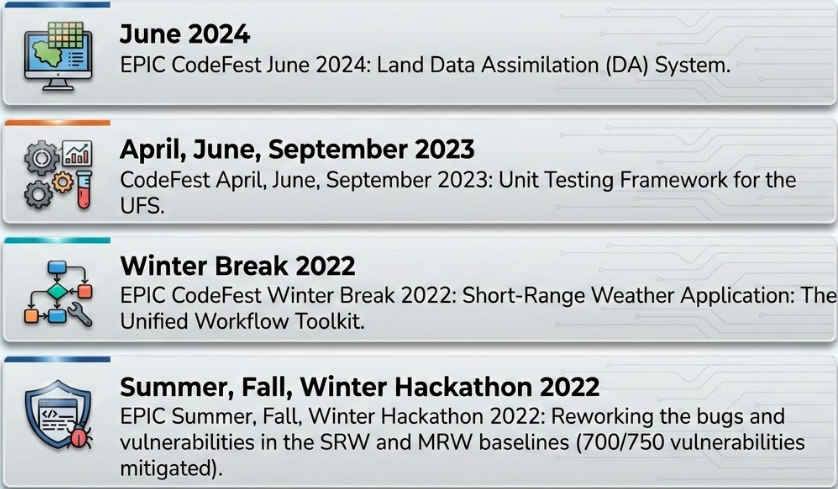 June 2024
EPIC CodeFest June 2024: Land Data Assimilation (DA) System.
April, June, September 2023
CodeFest April, June, September 2023: Unit Testing Framework for the
UFS.
Winter Break 2022
EPIC CodeFest Winter Break 2022: Short-Range Weather Application: The
Unified Workflow Toolkit.
Summer, Fall, Winter Hackathon 2022
EPIC Summer, Fall, Winter Hackathon 2022: Reworking the bugs and
vulnerabilities in the SRW and MRW baselines (700/750 vulnerabilities
mitigated).